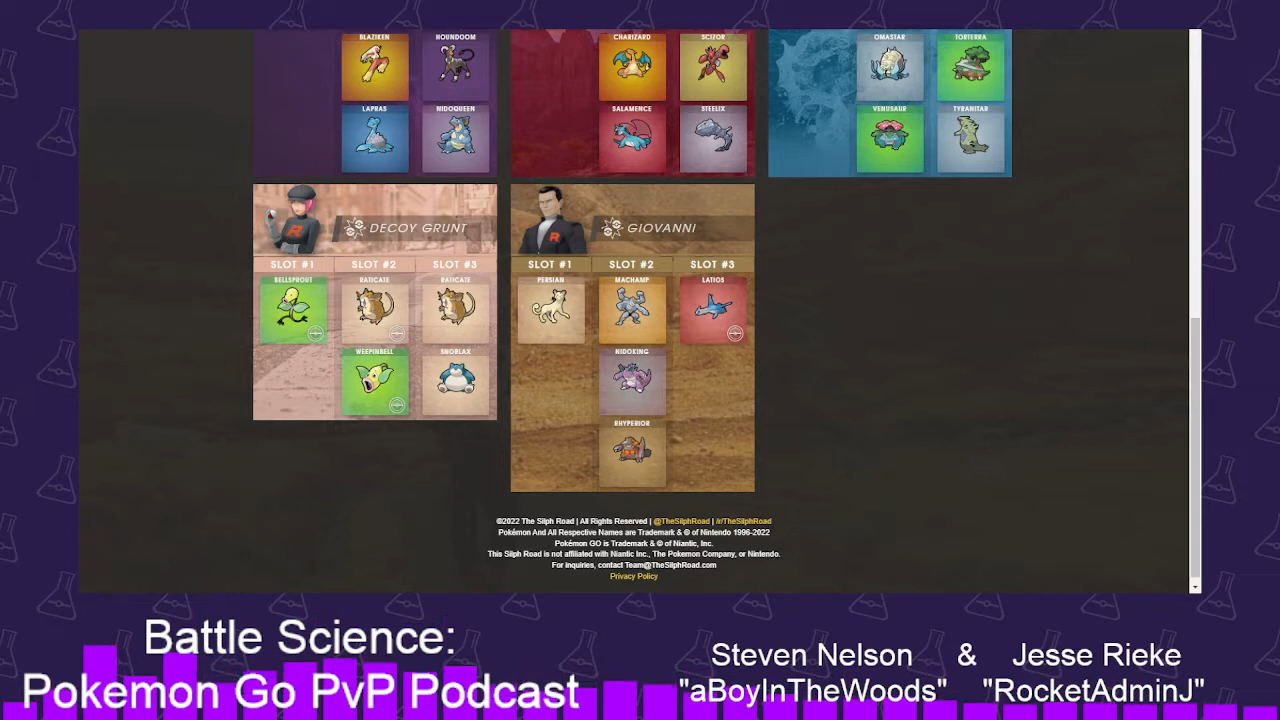 BLAZIKEN HOUNDOOM CHARIZARD SCIZOR OMASTAR TORTERRA
LAPRAS NIDOQUEEN SALAMENCE STEELIX VENUSAUR TYRANITAR
DECOY GRUNT
SLOT #1 SLOT #2 SLOT #3
BELLSPROUT RATICATE RATICATE
WEEPINBELL SNORLAX
R
GIOVANNI
SLOT #1 SLOT #2 SLOT #3
PERSIAN MACHAMP LATIOS
NIDOKING
RHYPERIOR
R
©2022 The Silph Road | All Rights Reserved | @TheSilphRoad | /r/TheSilphRoad
Pokémon And All Respective Names are Trademark & © of Nintendo 1996-2022
Pokémon GO is Trademark & © of Niantic, Inc.
This Silph Road is not affiliated with Niantic Inc., The Pokemon Company, or Nintendo.
For inquiries, contact Team@TheSilphRoad.com
Privacy Policy
Battle Science:
Pokemon Go PvP Podcast
Steven Nelson & Jesse Rieke
"aBoyInTheWoods" "RocketAdminJ"